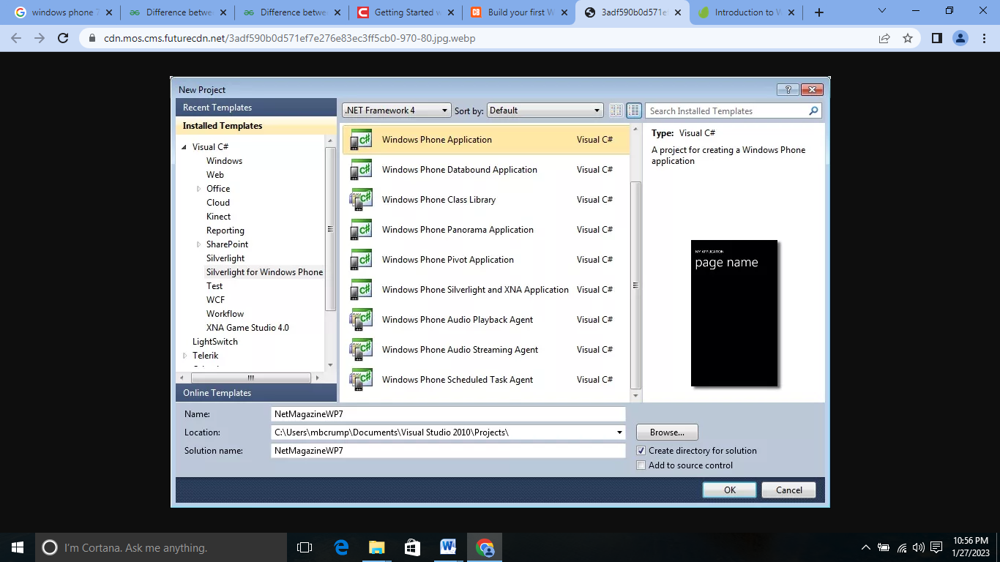 windows phone 7
Difference betwe
Difference betwe
Getting Started w
Build your first W
3adf590b0d571ef
Introduction to W
cdn.mos.cms.futurecdn.net/3adf590b0d571ef7e276e83ec3ff5cb0-970-80.jpg.webp
New Project
Recent Templates
Installed Templates
Visual C#
Windows
Web
Office
Cloud
Kinect
Reporting
SharePoint
Silverlight
Silverlight for Windows Phone
Test
WCF
Workflow
XNA Game Studio 4.0
LightSwitch
Telerik
Online Templates
.NET Framework 4
Sort by:
Default
Search Installed Templates
Windows Phone Application Visual C#
Windows Phone Databound Application Visual C#
Windows Phone Class Library Visual C#
Windows Phone Panorama Application Visual C#
Windows Phone Pivot Application Visual C#
Windows Phone Silverlight and XNA Application Visual C#
Windows Phone Audio Playback Agent Visual C#
Windows Phone Audio Streaming Agent Visual C#
Windows Phone Scheduled Task Agent Visual C#
Type: Visual C#
A project for creating a Windows Phone
application
MY APPLICATION
page name
Name: NetMagazineWP7
Location: C:\Users\mbcrump\Documents\Visual Studio 2010\Projects\
Browse...
Solution name: NetMagazineWP7
Create directory for solution
Add to source control
OK
Cancel
I'm Cortana. Ask me anything.
10:56 PM
1/27/2023